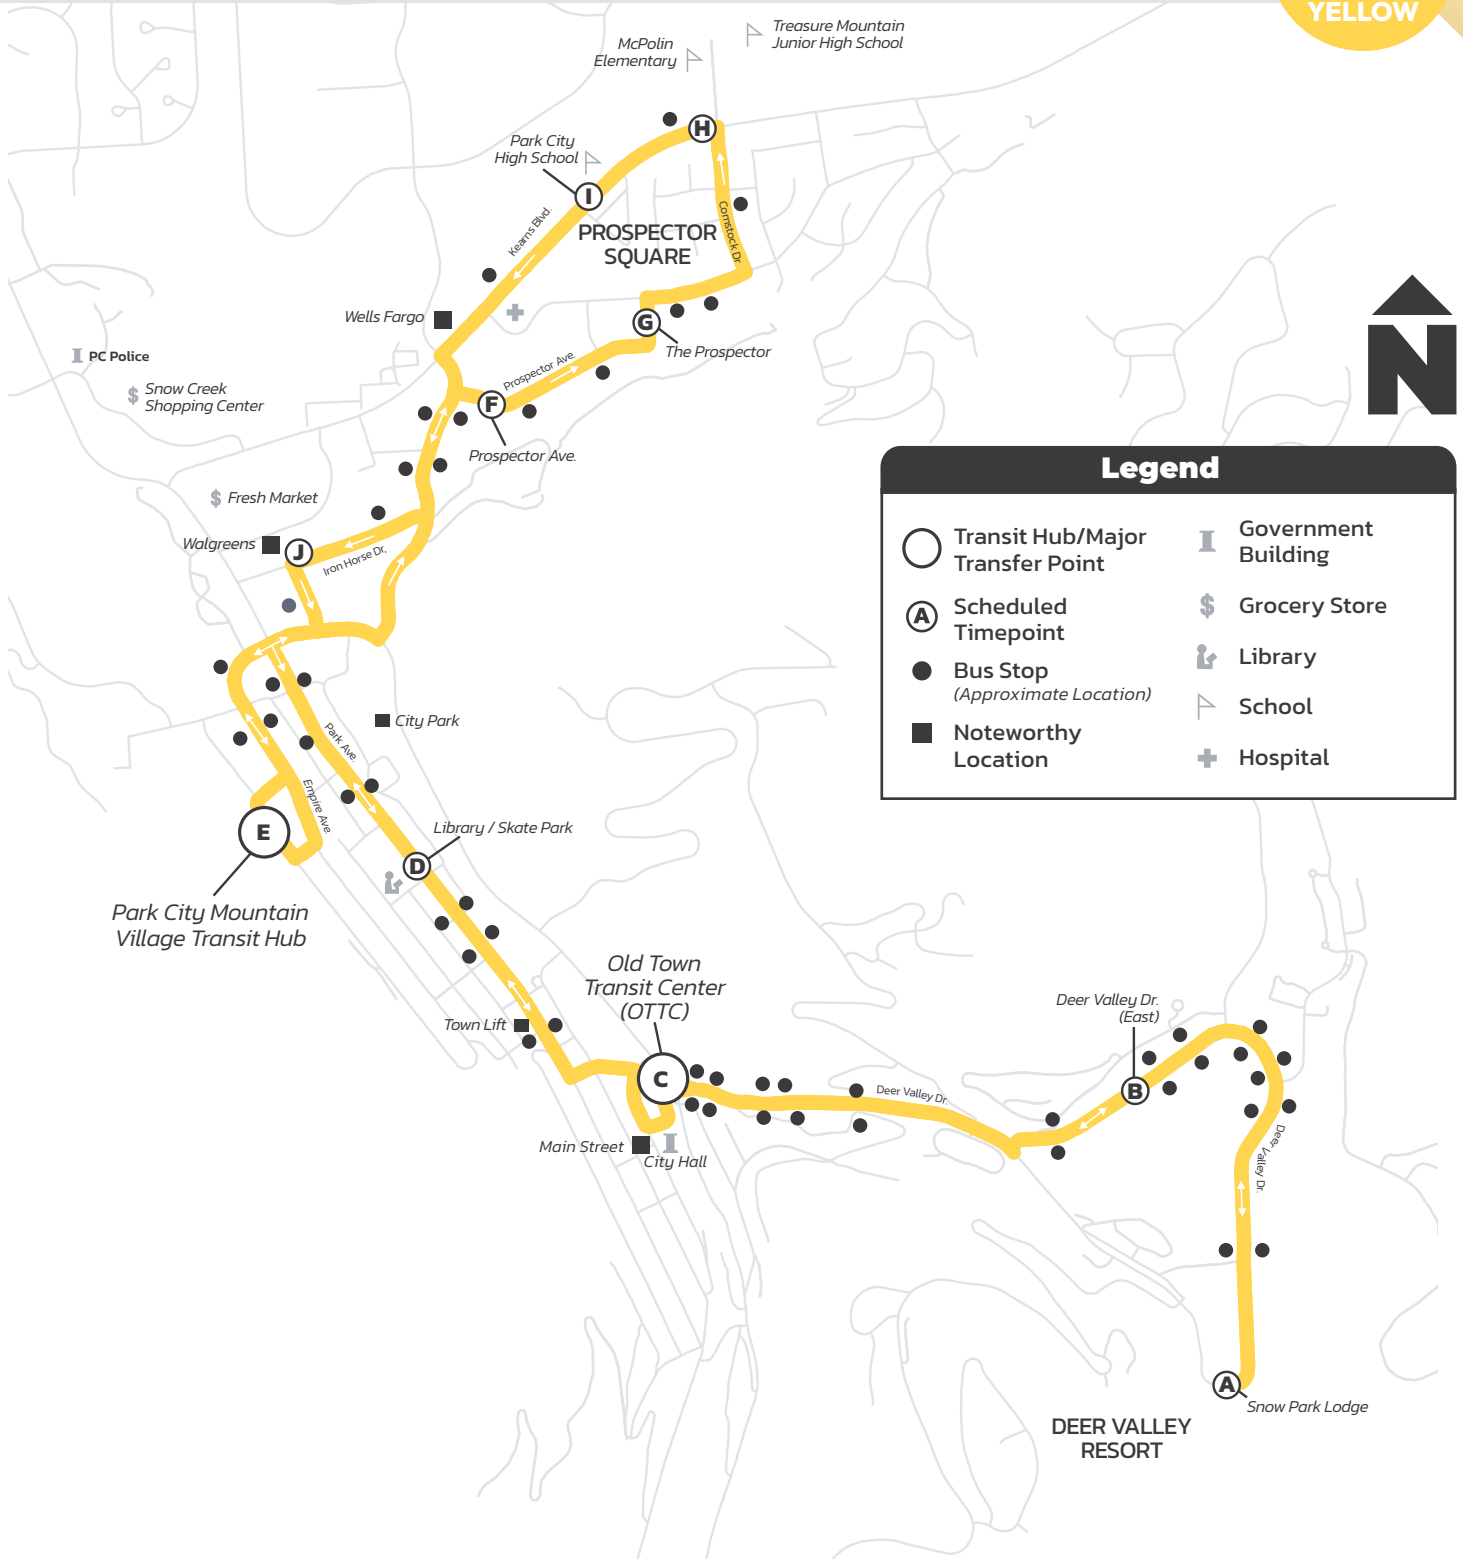 YELLOW
Treasure Mountain
Junior High School
McPolin
Elementary
H
Park City
High School
I
Kearns Blvd.
PROSPECTOR
SQUARE
Comstock Dr.
Wells Fargo
G
The Prospector
PC Police
Snow Creek
Shopping Center
Prospector Ave.
F
Prospector Ave.
N
Fresh Market
Walgreens
J
Iron Horse Dr,
Legend
Transit Hub/Major
Transfer Point
A
Scheduled
Timepoint
Bus Stop
(Approximate Location)
Noteworthy
Location
Government
Building
$
Grocery Store
Library
School
Hospital
$
$
City Park
Park Ave.
Empire Ave.
E
Library / Skate Park
D
Park City Mountain
Village Transit Hub
Old Town
Transit Center
(OTTC)
Town Lift
C
Deer Valley Dr.
(East)
B
Deer Valley Dr.
Main Street
City Hall
Deer Valley Dr.
A
Snow Park Lodge
DEER VALLEY
RESORT